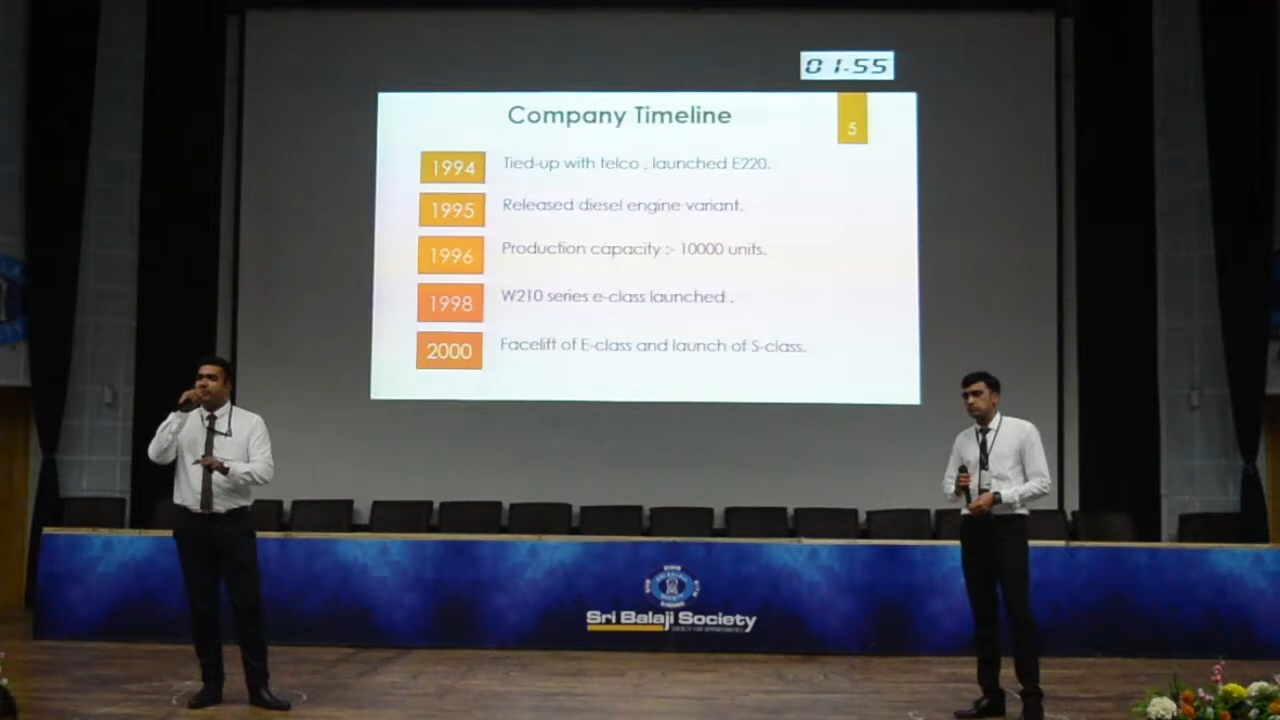 01:55
Company Timeline
5
1994 Tied-up with telco , launched E220.
1995 Released diesel engine variant.
1996 Production capacity :- 10000 units.
1998 W210 series e-class launched .
2000 Facelift of E-class and launch of S-class.
Sri Balaji Society